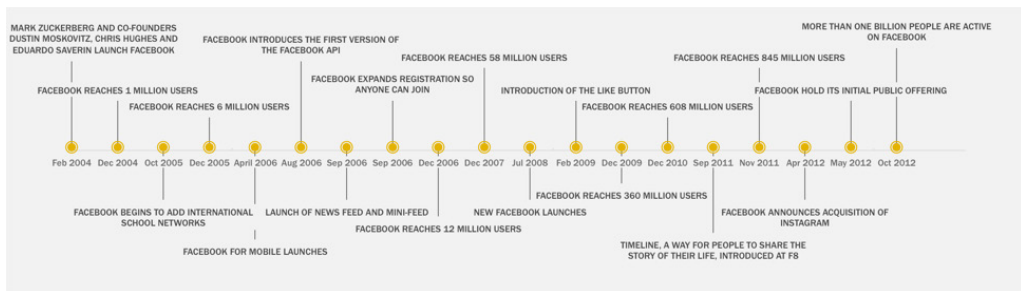 MARK ZUCKERBERG AND CO-FOUNDERS
DUSTIN MOSKOVITZ, CHRIS HUGHES AND
EDUARDO SAVERIN LAUNCH FACEBOOK
FACEBOOK INTRODUCES THE FIRST VERSION OF
THE FACEBOOK API
MORE THAN ONE BILLION PEOPLE ARE ACTIVE
ON FACEBOOK
FACEBOOK REACHES 58 MILLION USERS
FACEBOOK REACHES 845 MILLION USERS
FACEBOOK EXPANDS REGISTRATION SO
ANYONE CAN JOIN
FACEBOOK REACHES 1 MILLION USERS
INTRODUCTION OF THE LIKE BUTTON
FACEBOOK HOLD ITS INITIAL PUBLIC OFFERING
FACEBOOK REACHES 6 MILLION USERS
FACEBOOK REACHES 608 MILLION USERS
Feb 2004 Dec 2004 Oct 2005 Dec 2005 April 2006 Aug 2006 Sep 2006 Sep 2006 Dec 2006 Dec 2007 Jul 2008 Feb 2009 Dec 2009 Dec 2010 Sep 2011 Nov 2011 Apr 2012 May 2012 Oct 2012
FACEBOOK REACHES 360 MILLION USERS
FACEBOOK BEGINS TO ADD INTERNATIONAL
SCHOOL NETWORKS
LAUNCH OF NEWS FEED AND MINI-FEED
NEW FACEBOOK LAUNCHES
FACEBOOK ANNOUNCES ACQUISITION OF
INSTAGRAM
FACEBOOK REACHES 12 MILLION USERS
FACEBOOK FOR MOBILE LAUNCHES
TIMELINE, A WAY FOR PEOPLE TO SHARE THE
STORY OF THEIR LIFE, INTRODUCED AT F8